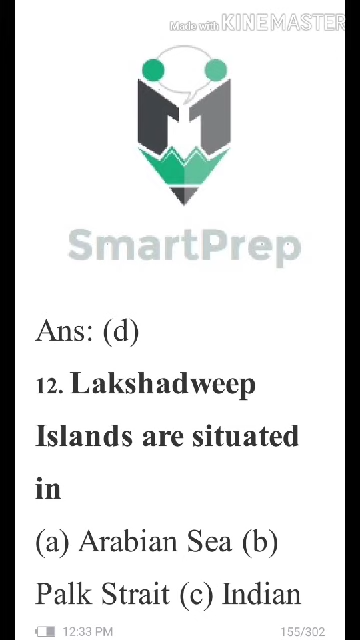 Made with KINEMASTER
SmartPrep
Ans: (d)
12. Lakshadweep
Islands are situated
in
(a) Arabian Sea (b)
Palk Strait (c) Indian
12:33 PM 155/302